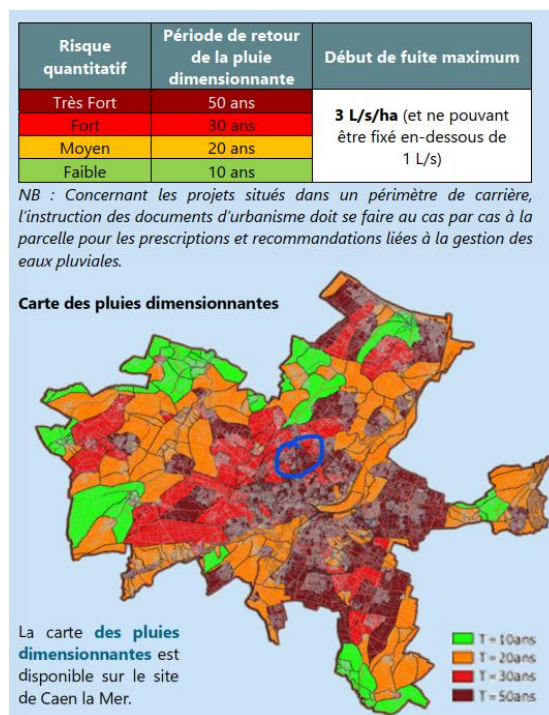 Risque
quantitatif
Période de retour
de la pluie
dimensionnante
Début de fuite maximum
Très Fort
50 ans
Fort
30 ans
Moyen
20 ans
Faible
10 ans
3 L/s/ha (et ne pouvant
être fixé en-dessous de
1 L/s)
NB : Concernant les projets situés dans un périmètre de carrière,
l'instruction des documents d'urbanisme doit se faire au cas par cas à la
parcelle pour les prescriptions et recommandations liées à la gestion des
eaux pluviales.
Carte des pluies dimensionnantes
La carte des pluies
dimensionnantes est
disponible sur le site
de Caen la Mer.
T = 10ans
T = 20ans
T = 30ans
T = 50ans